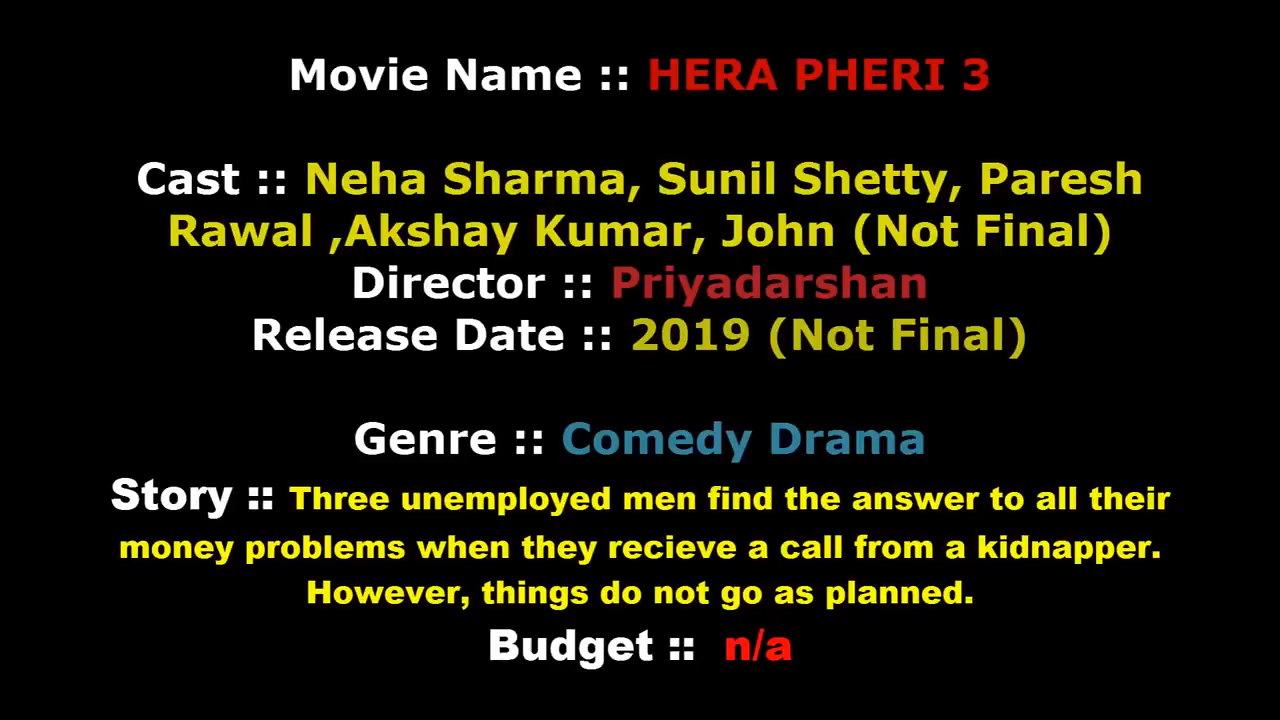 Movie Name :: HERA PHERI 3
Cast :: Neha Sharma, Sunil Shetty, Paresh
Rawal ,Akshay Kumar, John (Not Final)
Director :: Priyadarshan
Release Date :: 2019 (Not Final)
Genre :: Comedy Drama
Story :: Three unemployed men find the answer to all their
money problems when they recieve a call from a kidnapper.
However, things do not go as planned.
Budget :: n/a